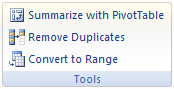 Summarize with PivotTable
Remove Duplicates
Convert to Range
Tools